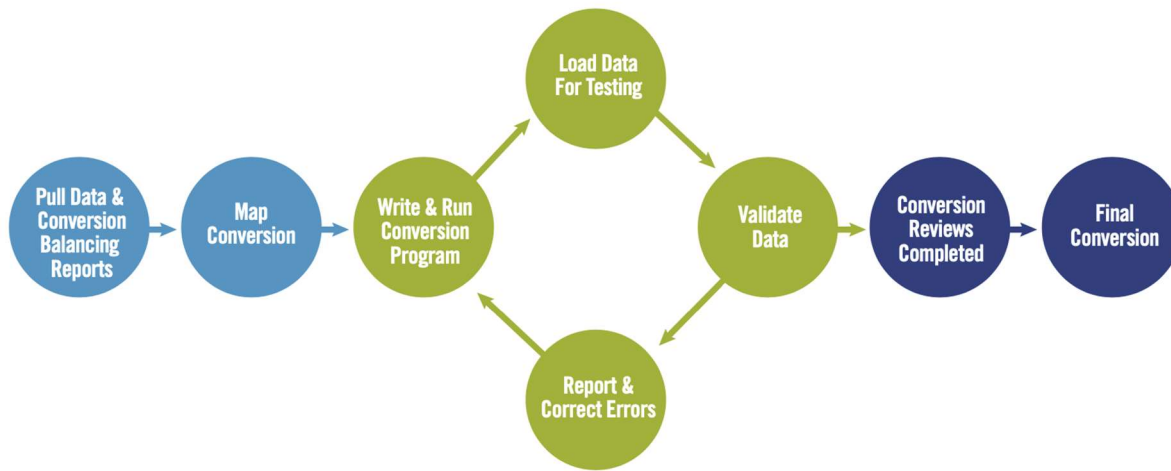 Pull Data &
Conversion
Balancing
Reports
Map
Conversion
Write & Run
Conversion
Program
Load Data
For Testing
Validate
Data
Report &
Correct Errors
Conversion
Reviews
Completed
Final
Conversion